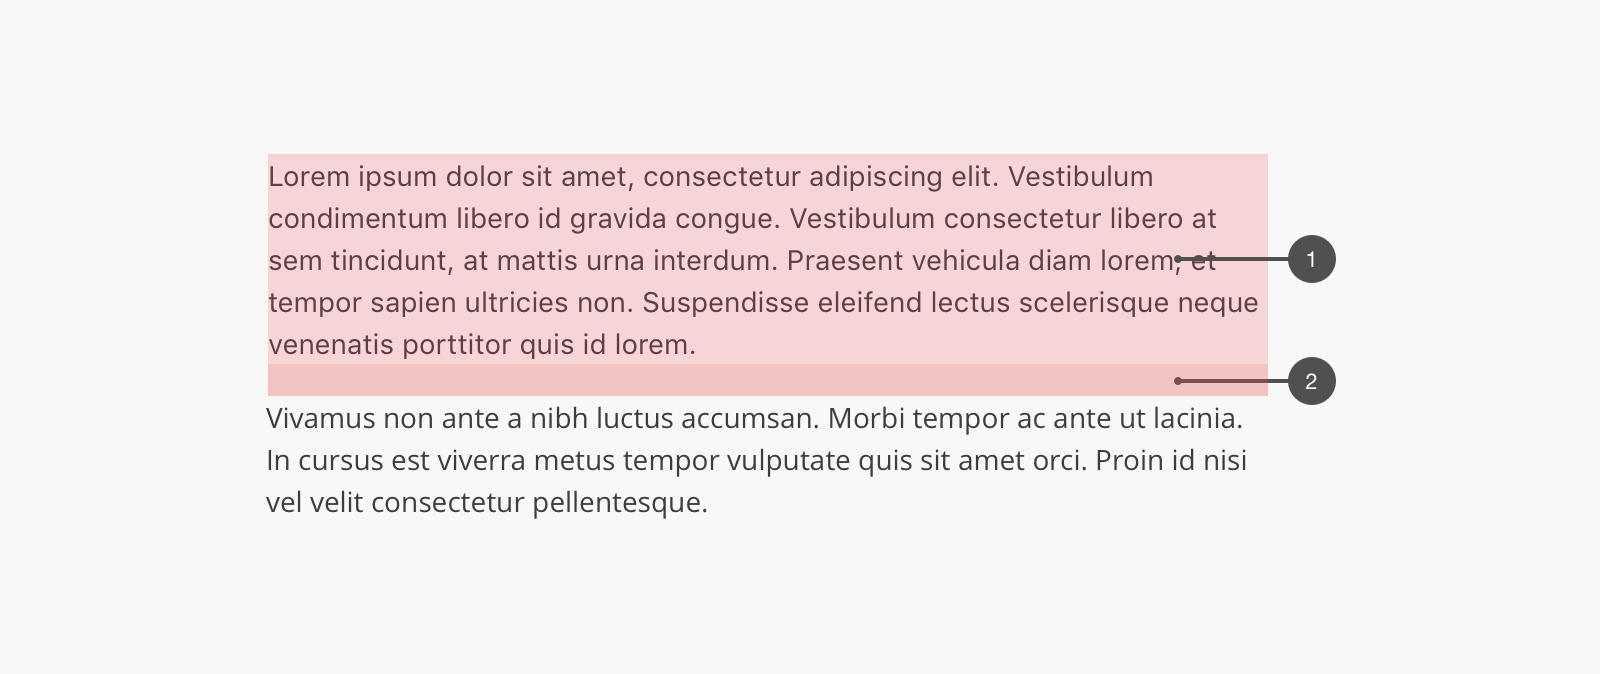 Lorem ipsum dolor sit amet, consectetur adipiscing elit. Vestibulum
condimentum libero id gravida congue. Vestibulum consectetur libero at
sem tincidunt, at mattis urna interdum. Praesent vehicula diam lorem, et
1
tempor sapien ultricies non. Suspendisse eleifend lectus scelerisque neque
venenatis porttitor quis id lorem.
2
Vivamus non ante a nibh luctus accumsan. Morbi tempor ac ante ut lacinia.
In cursus est viverra metus tempor vulputate quis sit amet orci. Proin id nisi
vel velit consectetur pellentesque.